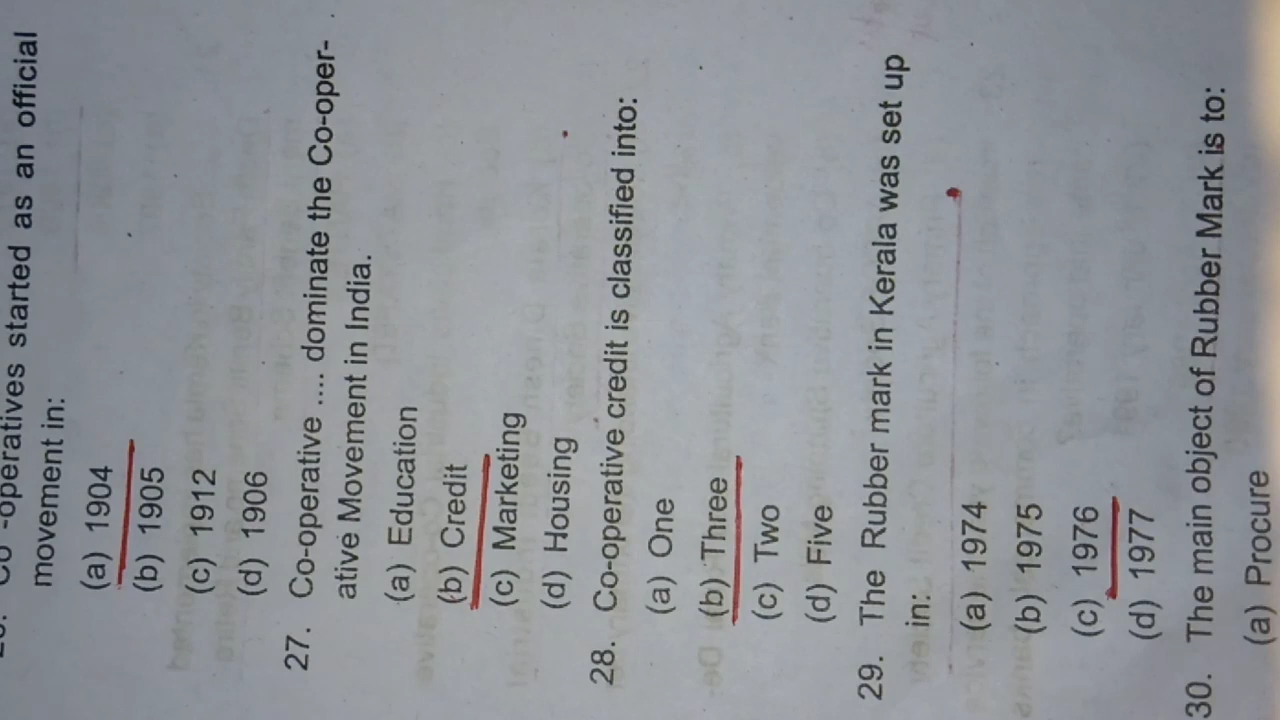 -operatives started as an official
movement in:
(a) 1904
(b) 1905
(c) 1912
(d) 1906
27. Co-operative .... dominate the Co-oper-
ative Movement in India.
(a) Education
(b) Credit
(c) Marketing
(d) Housing
28. Co-operative credit is classified into:
(a) One
(b) Three
(c) Two
(d) Five
29. The Rubber mark in Kerala was set up
in:
(a) 1974
(b) 1975
(c) 1976
(d) 1977
30. The main object of Rubber Mark is to:
(a) Procure